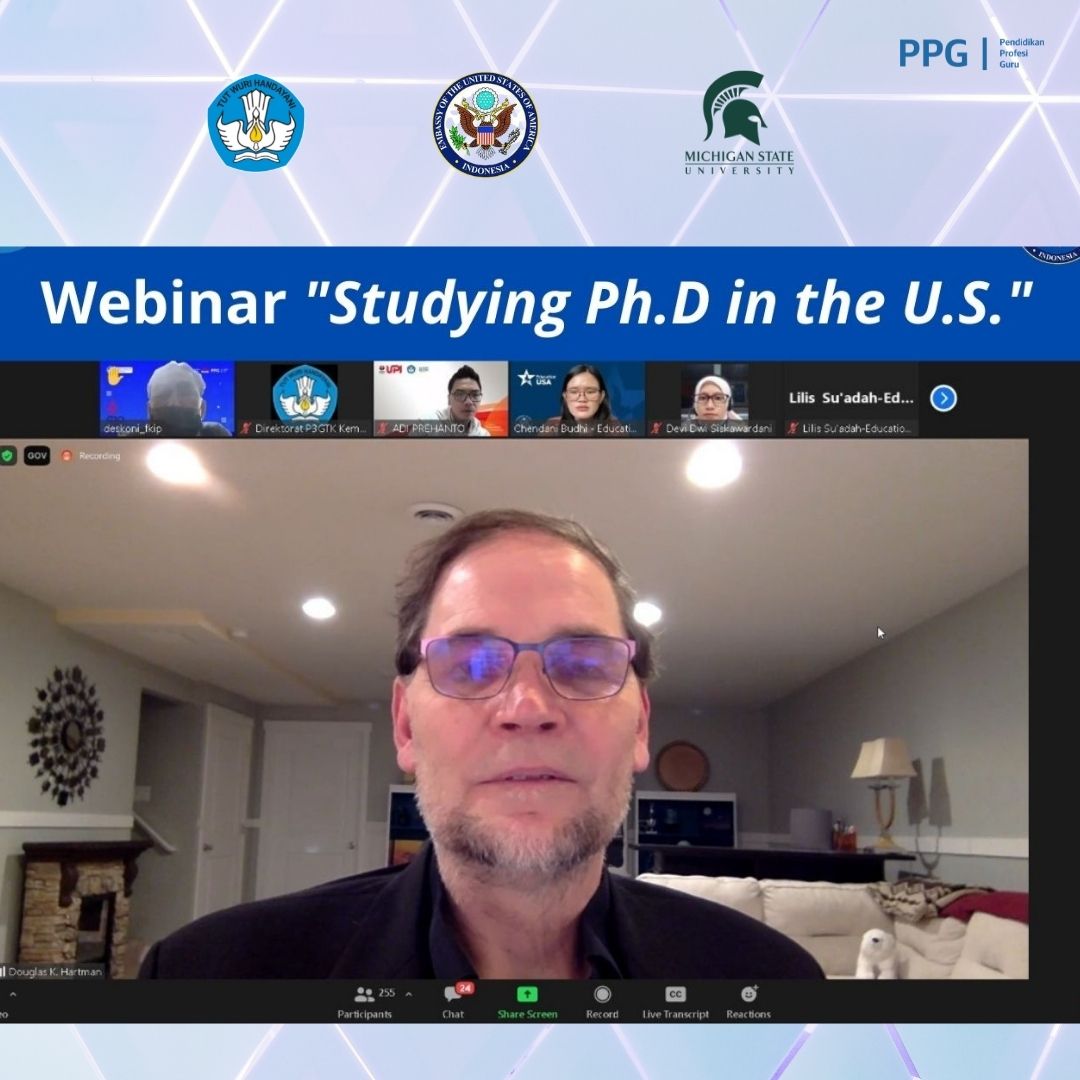 PPG | Pendidikan
Profesi
Guru
TUT WURI HANDAYANI
EMBASSY OF THE UNITED STATES OF AMERICA
INDONESIA
MICHIGAN STATE
UNIVERSITY
INDONESIA
Webinar "Studying Ph.D in the U.S."
UPI
Education
USA
Lilis Su'adah-Ed...
deskoni_fkip
Direktorat P3GTK Kem...
ADI PREHANTO
Chendani Budhi - Educati...
Devi Dwi Siskawardani
Lilis Su'adah-Educatio...
GOV
Recording
Douglas K. Hartman
255
24
CC
Participants
Chat
Share Screen
Record
Live Transcript
Reactions